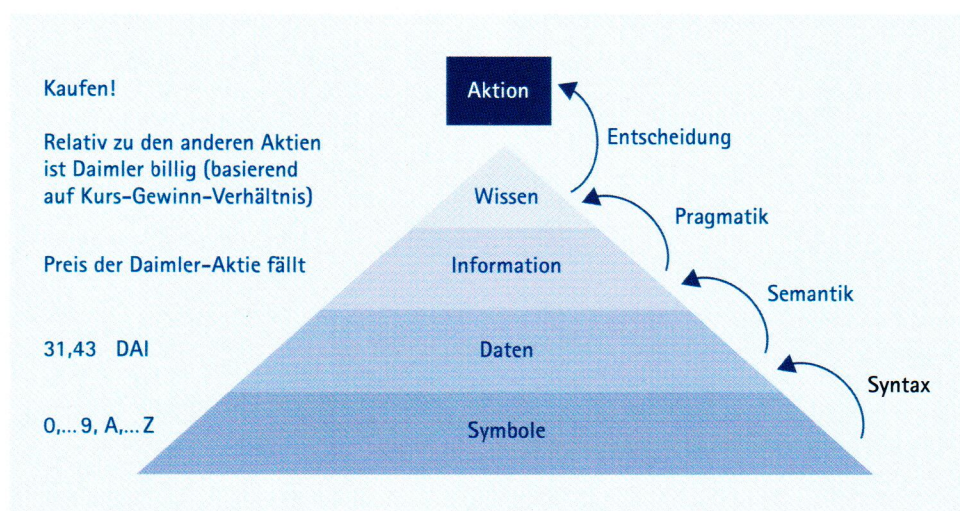 Kaufen!
Aktion
Entscheidung
Relativ zu den anderen Aktien
ist Daimler billig (basierend
auf Kurs-Gewinn-Verhältnis)
Wissen
Pragmatik
Preis der Daimler-Aktie fällt
Information
Semantik
31,43 DAI
Daten
Syntax
0,... 9, A,... Z
Symbole